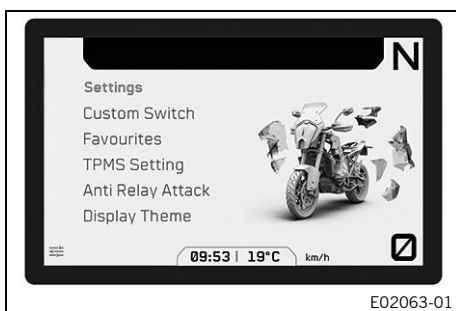 N
Settings
Custom Switch
Favourites
TPMS Setting
Anti Relay Attack
Display Theme
09:53 | 19°C km/h
0
E02063-01